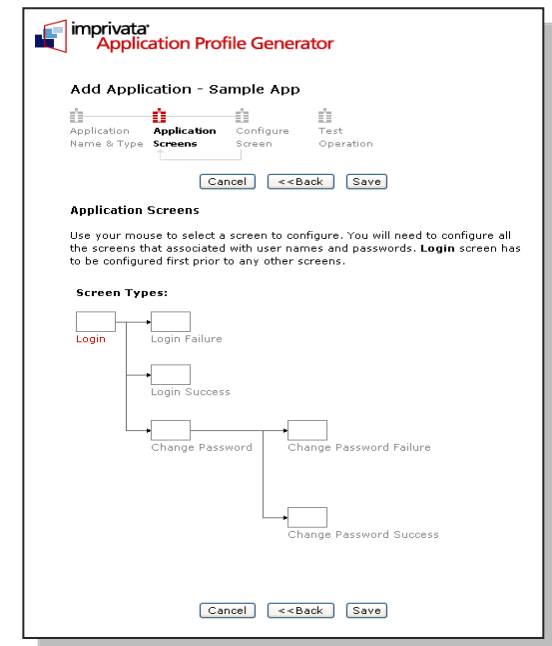 imprivata
Application Profile Generator
Add Application - Sample App
Application Name & Type
Application Screens
Configure Screen
Test Operation
Cancel <<Back Save
Application Screens
Use your mouse to select a screen to configure. You will need to configure all
the screens that associated with user names and passwords. Login screen has
to be configured first prior to any other screens.
Screen Types:
Login
Login Failure
Login Success
Change Password
Change Password Failure
Change Password Success
Cancel <<Back Save